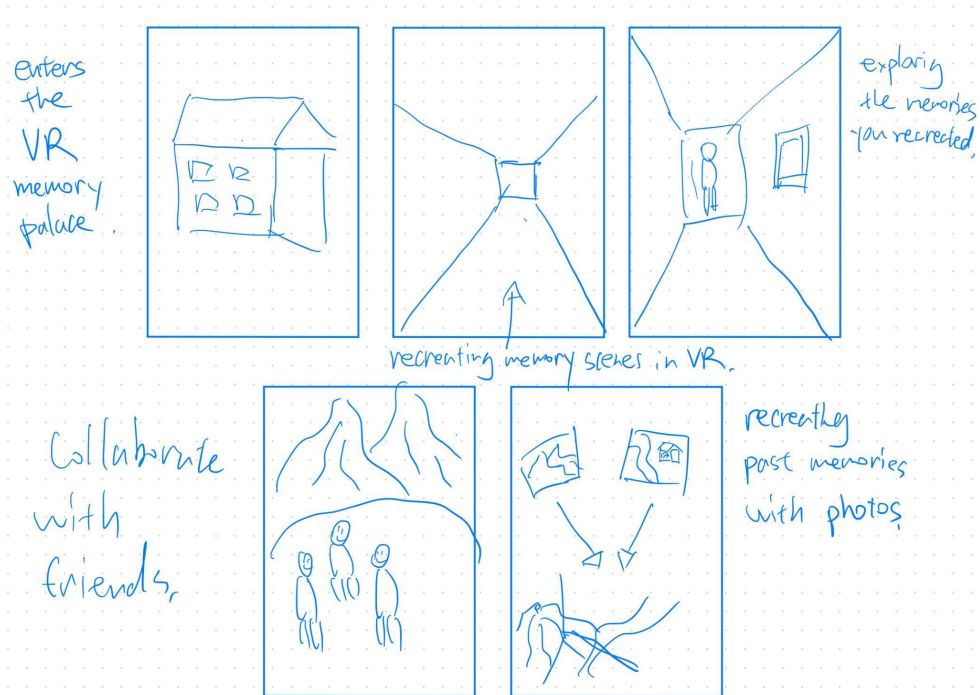 enters
the
VR
memory
palace.
exploring
the memories
you recreated.
recreating memory scenes in VR.
Collaborate
with
friends.
recreating
past memories
with photos